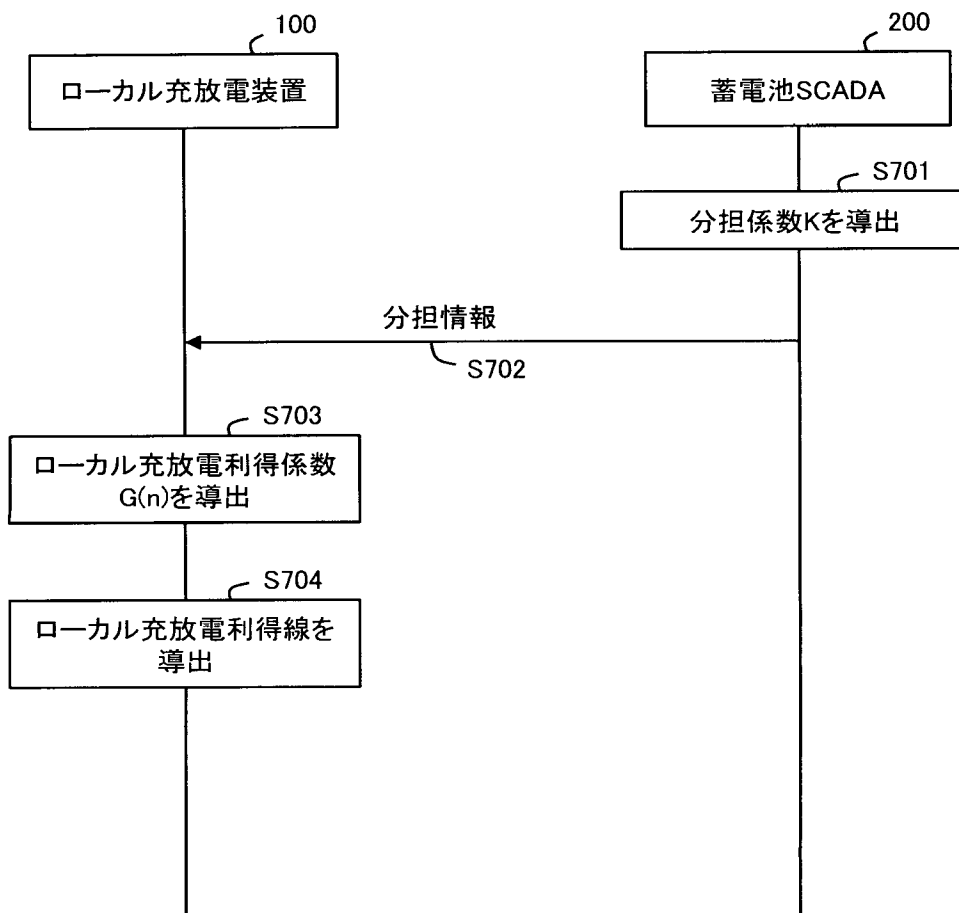 100
200
ローカル充放電装置
蓄電池SCADA
S701
分担係数Kを導出
分担情報
S702
S703
ローカル充放電利得係数
G(n)を導出
S704
ローカル充放電利得線を
導出